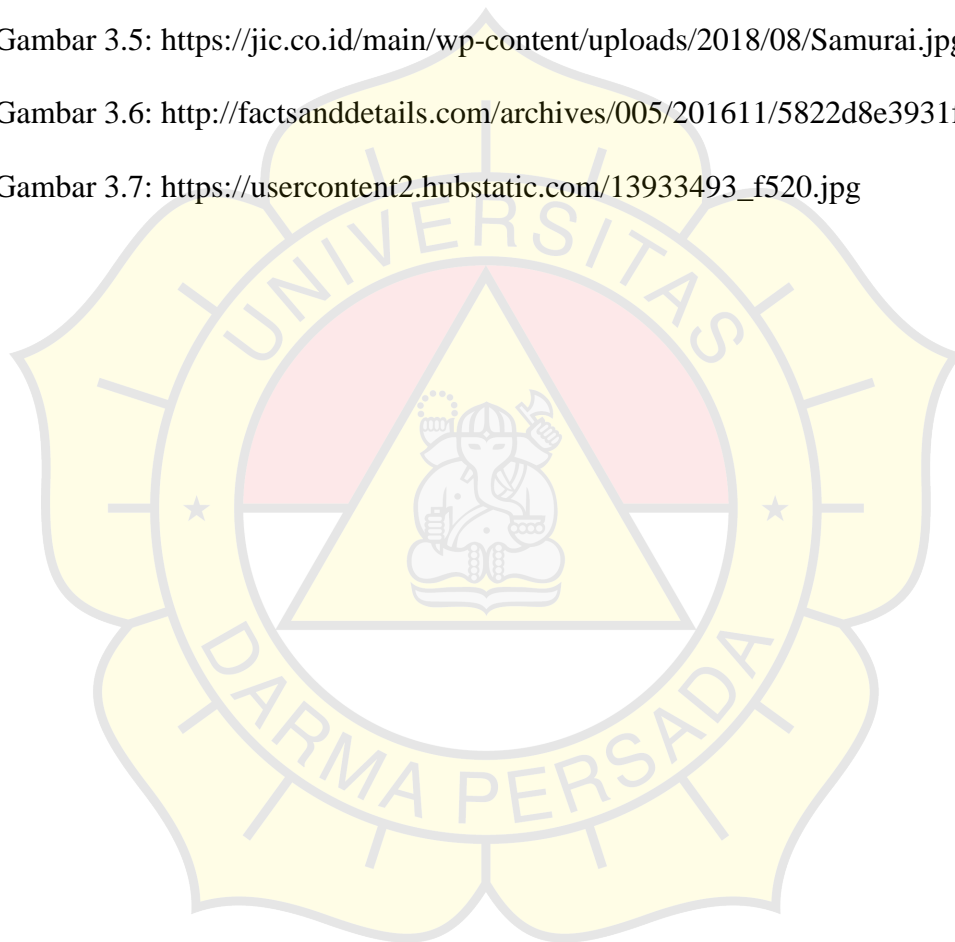 Gambar 3.5: https://jic.co.id/main/wp-content/uploads/2018/08/Samurai.jpg
Gambar 3.6: http://factsanddetails.com/archives/005/201611/5822d8e3931f
Gambar 3.7: https://usercontent2.hubstatic.com/13933493_f520.jpg
UNIVERSITAS
DARMA PERSADA